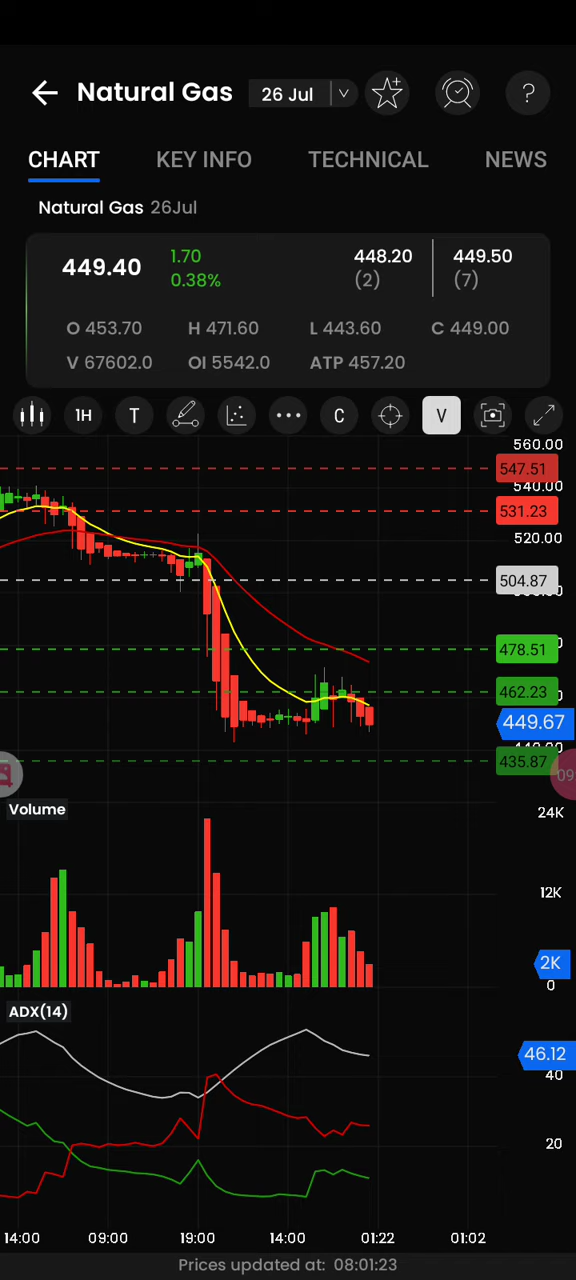 Natural Gas 26 Jul ?
CHART KEY INFO TECHNICAL NEWS
Natural Gas 26Jul
449.40 1.70 448.20 449.50
0.38% (2) (7)
O 453.70 H 471.60 L 443.60 C 449.00
V 67602.0 OI 5542.0 ATP 457.20
1H T C V
560.00
547.51
540.00
531.23
520.00
504.87
478.51
462.23
449.67
435.87
09
Volume
24K
12K
2K
0
ADX(14)
46.12
40
20
14:00 09:00 19:00 14:00 01:22 01:02
Prices updated at: 08:01:23